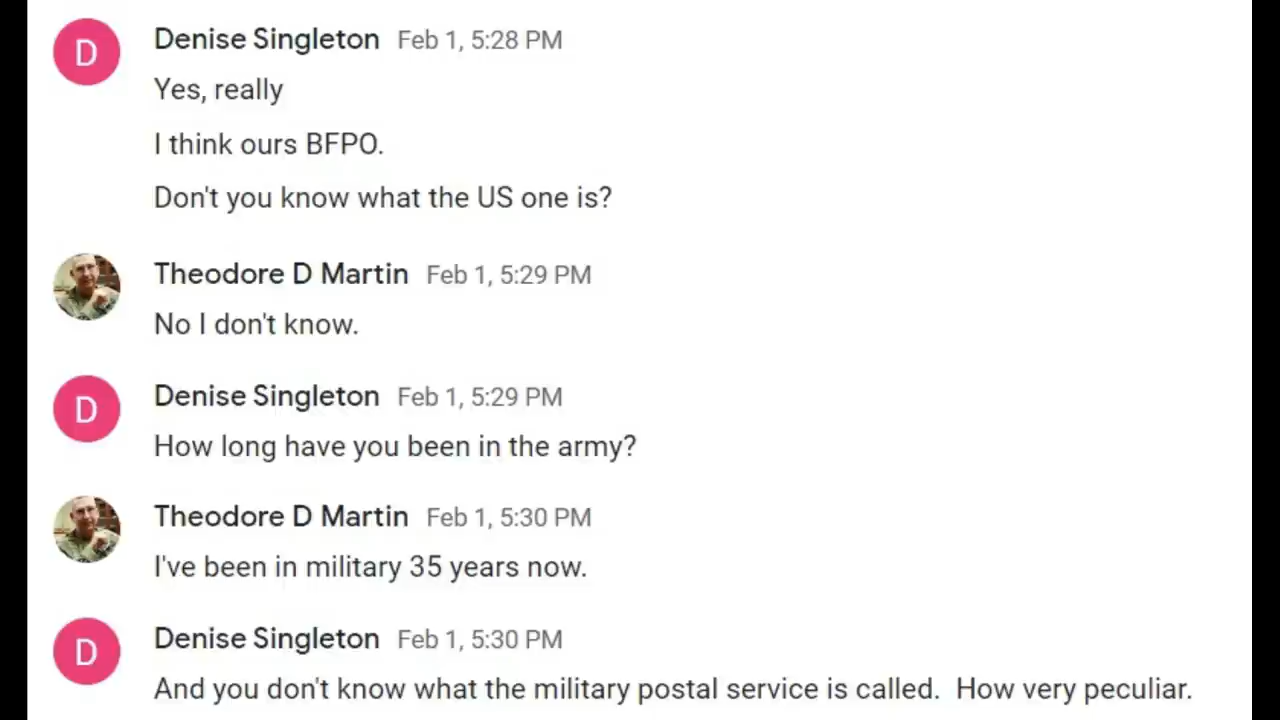 D
Denise Singleton Feb 1, 5:28 PM
Yes, really
I think ours BFPO.
Don't you know what the US one is?
Theodore D Martin Feb 1, 5:29 PM
No I don't know.
D
Denise Singleton Feb 1, 5:29 PM
How long have you been in the army?
Theodore D Martin Feb 1, 5:30 PM
I've been in military 35 years now.
D
Denise Singleton Feb 1, 5:30 PM
And you don't know what the military postal service is called.  How very peculiar.